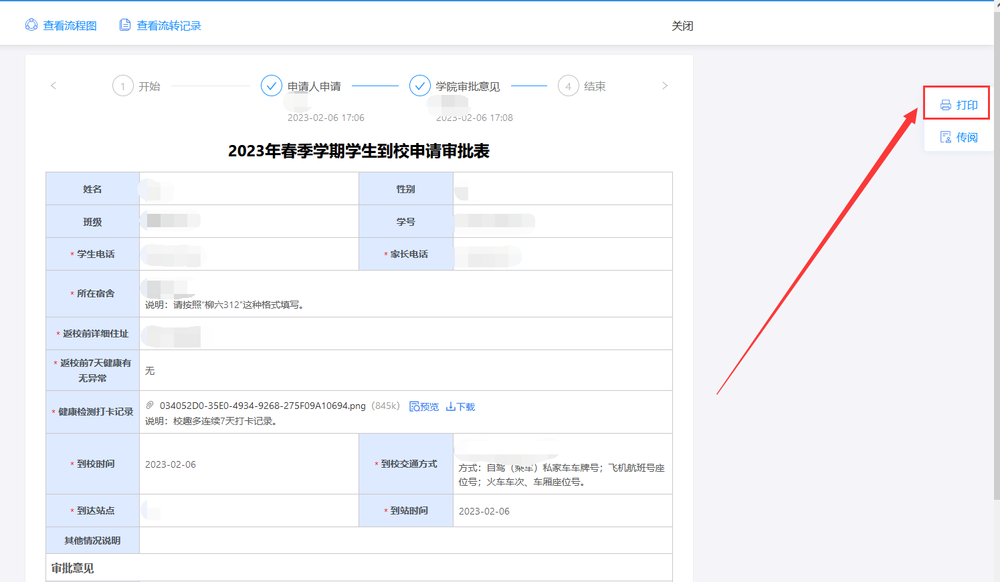 查看流程图 查看流转记录 关闭
1 开始 申请人申请 学院审批意见 4 结束
2023-02-06 17:06 2023-02-06 17:08
打印
传阅
2023年春季学期学生到校申请审批表
姓名 性别
班级 学号
* 学生电话 * 家长电话
* 所在宿舍
说明：请按照"柳六312"这种格式填写。
* 返校前详细住址
* 返校前7天健康有
无异常
无
* 健康检测打卡记录
034052D0-35E0-4934-9268-275F09A10694.png（845k） 预览 下载
说明：校趣多连续7天打卡记录。
* 到校时间 2023-02-06 * 到校交通方式
方式：自驾（乘车）私家车车牌号；飞机航班号座
位号；火车车次、车厢座位号。
* 到达站点 * 到站时间 2023-02-06
其他情况说明
审批意见